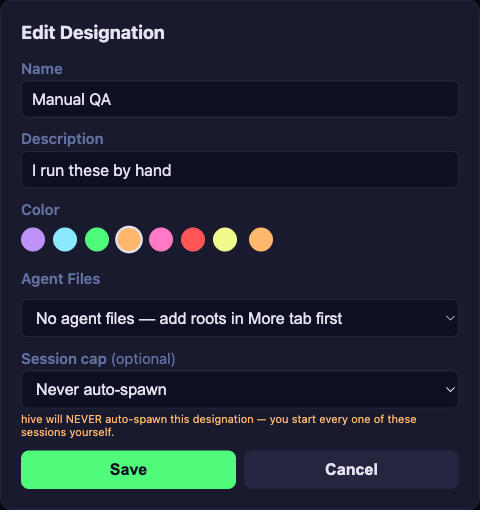 Edit Designation
Name
Manual QA
Description
I run these by hand
Color
Agent Files
No agent files — add roots in More tab first
Session cap (optional)
Never auto-spawn
hive will NEVER auto-spawn this designation — you start every one of these
sessions yourself.
Save
Cancel